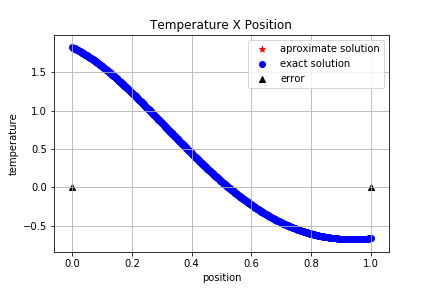 Temperature X Position
aproximate solution
exact solution
error
temperature
1.5
1.0
0.5
0.0
−0.5
0.0 0.2 0.4 0.6 0.8 1.0
position